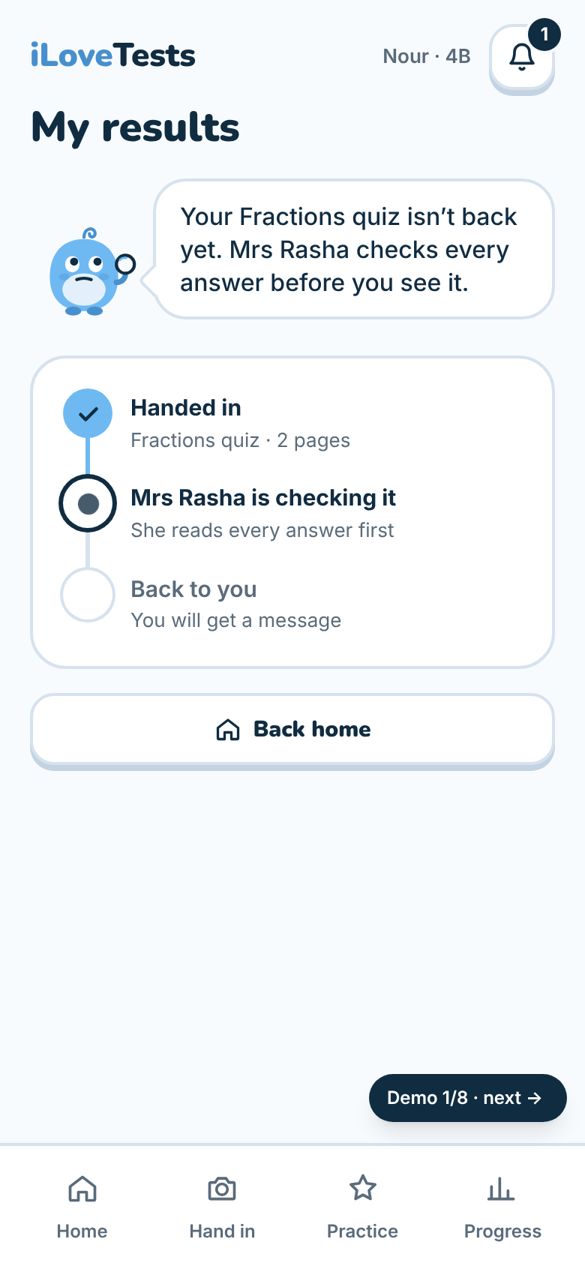 iLoveTests
Nour · 4B
1
My results
Your Fractions quiz isn’t back
yet. Mrs Rasha checks every
answer before you see it.
Handed in
Fractions quiz · 2 pages
Mrs Rasha is checking it
She reads every answer first
Back to you
You will get a message
Back home
Demo 1/8 · next →
Home
Hand in
Practice
Progress